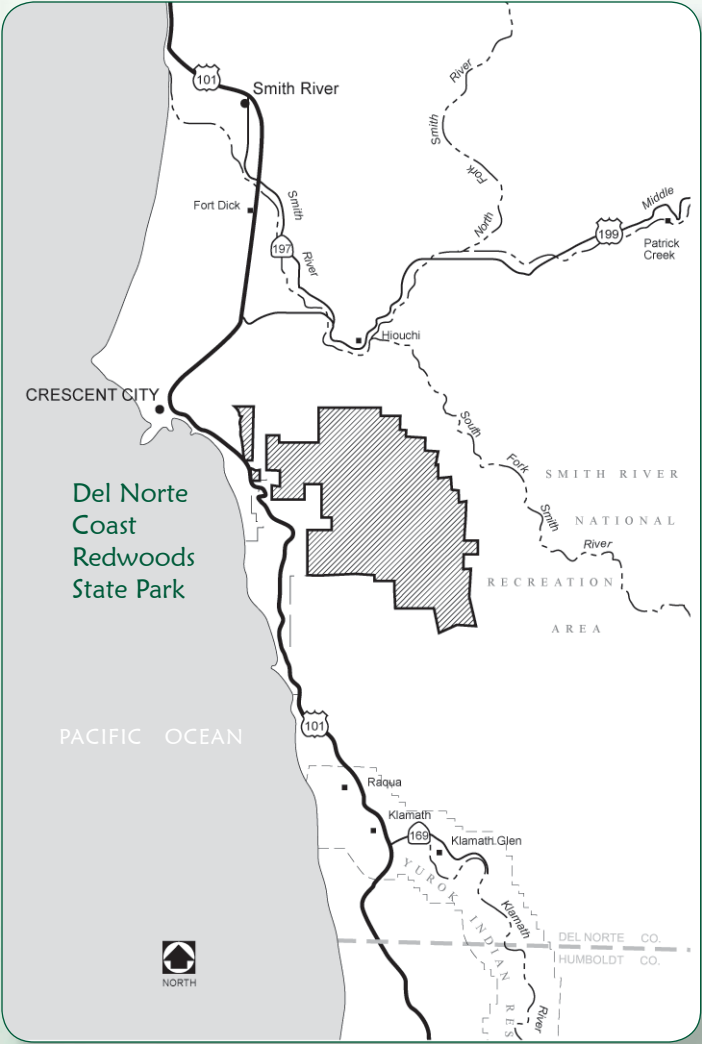 101
Smith River
River
Smith
Fork
North
Middle
199
Patrick
Creek
Fort Dick
Smith
197
River
Hiouchi
CRESCENT CITY
South
Fork
Smith
River
SMITH RIVER
NATIONAL
RECREATION
AREA
Del Norte
Coast
Redwoods
State Park
PACIFIC OCEAN
101
Raqua
Klamath
169
Klamath.Glen
YUROK INDIAN RES
Klamath
River
DEL NORTE CO.
HUMBOLDT CO.
NORTH